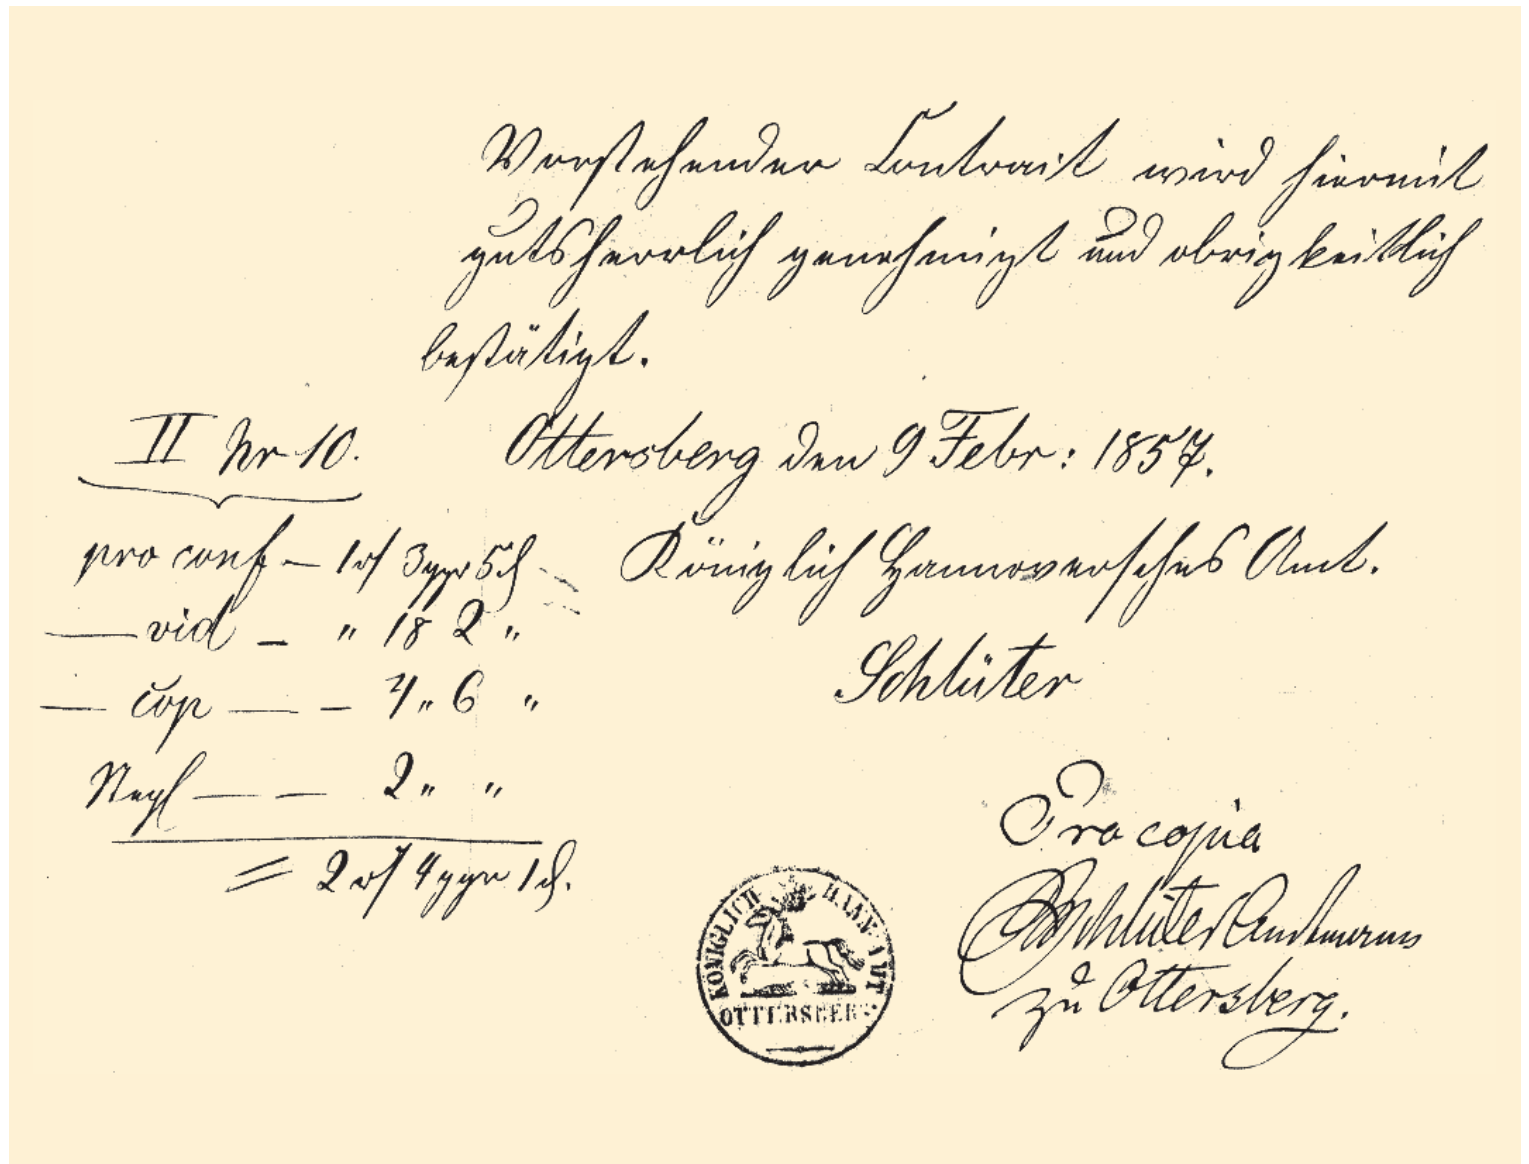 Vorstehender Contract wird hiermit
gutsherrlich genehmigt und obrigkeitlich
bestätigt.
Ottersberg den 9 Febr: 1857.
Königlich Hannoversches Amt.
Schlüter
II Nr 10.
pro conf – 1 rℓ 3 ggr 5 ₰
— vid – " 18 2 "
— cop — – 4 " 6 "
— – 2 " "
= 2 rℓ 4 ggr 1 ₰.
Pro copia
Schlüter Amtmann
zu Ottersberg.
KÖNIGLICH HANN. AMT
OTTERSBERG.